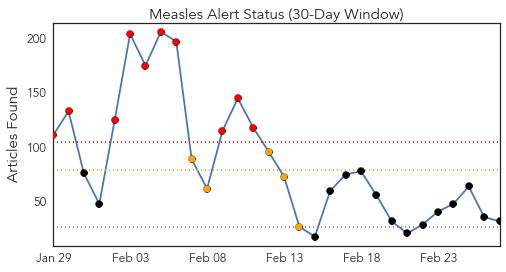 Measles Alert Status (30-Day Window)
Articles Found
200
150
100
50
Jan 29 Feb 03 Feb 08 Feb 13 Feb 18 Feb 23